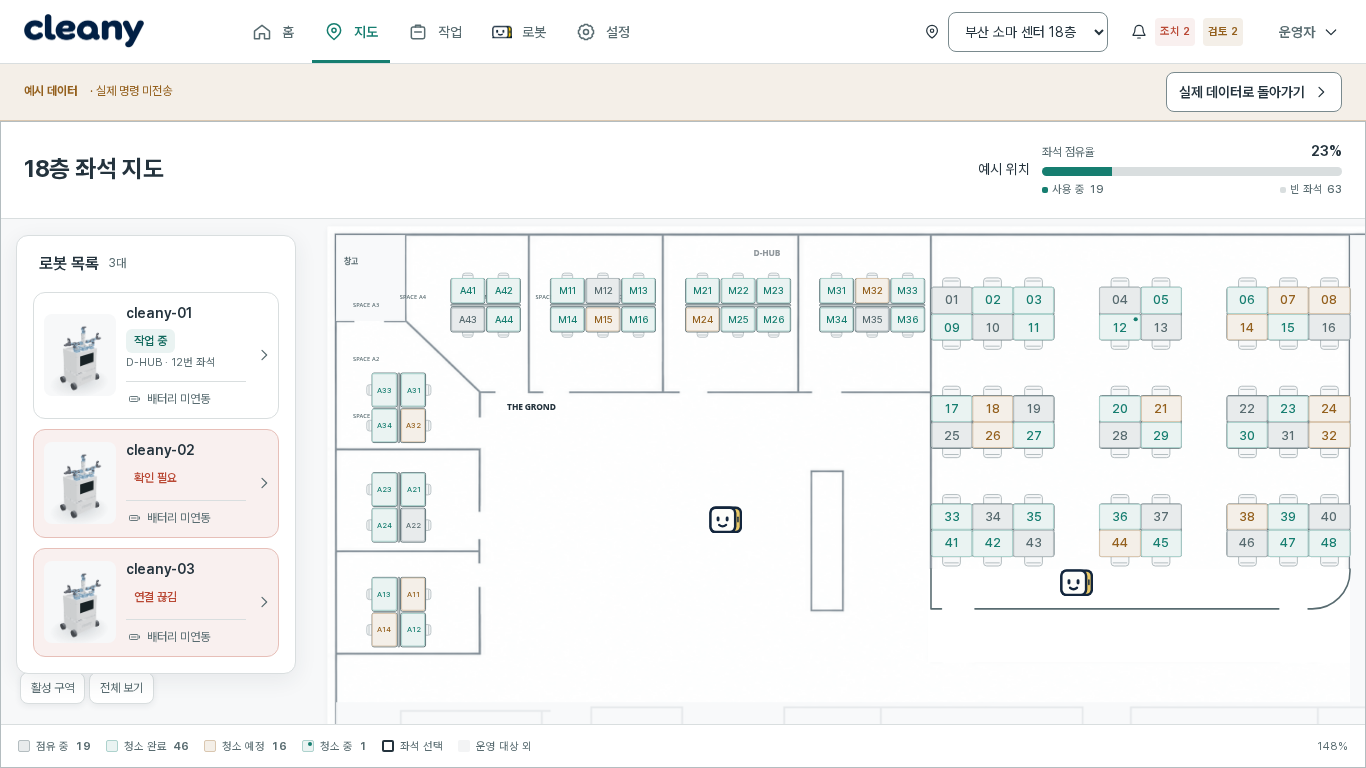 cleany
홈
지도
작업
로봇
설정
부산 소마 센터 18층
조치 2
검토 2
운영자
예시 데이터 · 실제 명령 미전송
실제 데이터로 돌아가기
18층 좌석 지도
예시 위치
좌석 점유율 23%
사용 중 19
빈 좌석 63
로봇 목록 3대
cleany-01
작업 중
D-HUB · 12번 좌석
배터리 미연동
cleany-02
확인 필요
배터리 미연동
cleany-03
연결 끊김
배터리 미연동
활성 구역
전체 보기
창고
SPACE A3
SPACE A4
SPACE A2
SPACE
SPAC
D-HUB
THE GROND
A41 A42
A43 A44
M11 M12 M13
M14 M15 M16
M21 M22 M23
M24 M25 M26
M31 M32 M33
M34 M35 M36
A33 A31
A34 A32
A23 A21
A24 A22
A13 A11
A14 A12
01 02 03
09 10 11
04 05
12 13
06 07 08
14 15 16
17 18 19
25 26 27
20 21
28 29
22 23 24
30 31 32
33 34 35
41 42 43
36 37
44 45
38 39 40
46 47 48
점유 중 19
청소 완료 46
청소 예정 16
청소 중 1
좌석 선택
운영 대상 외
148%